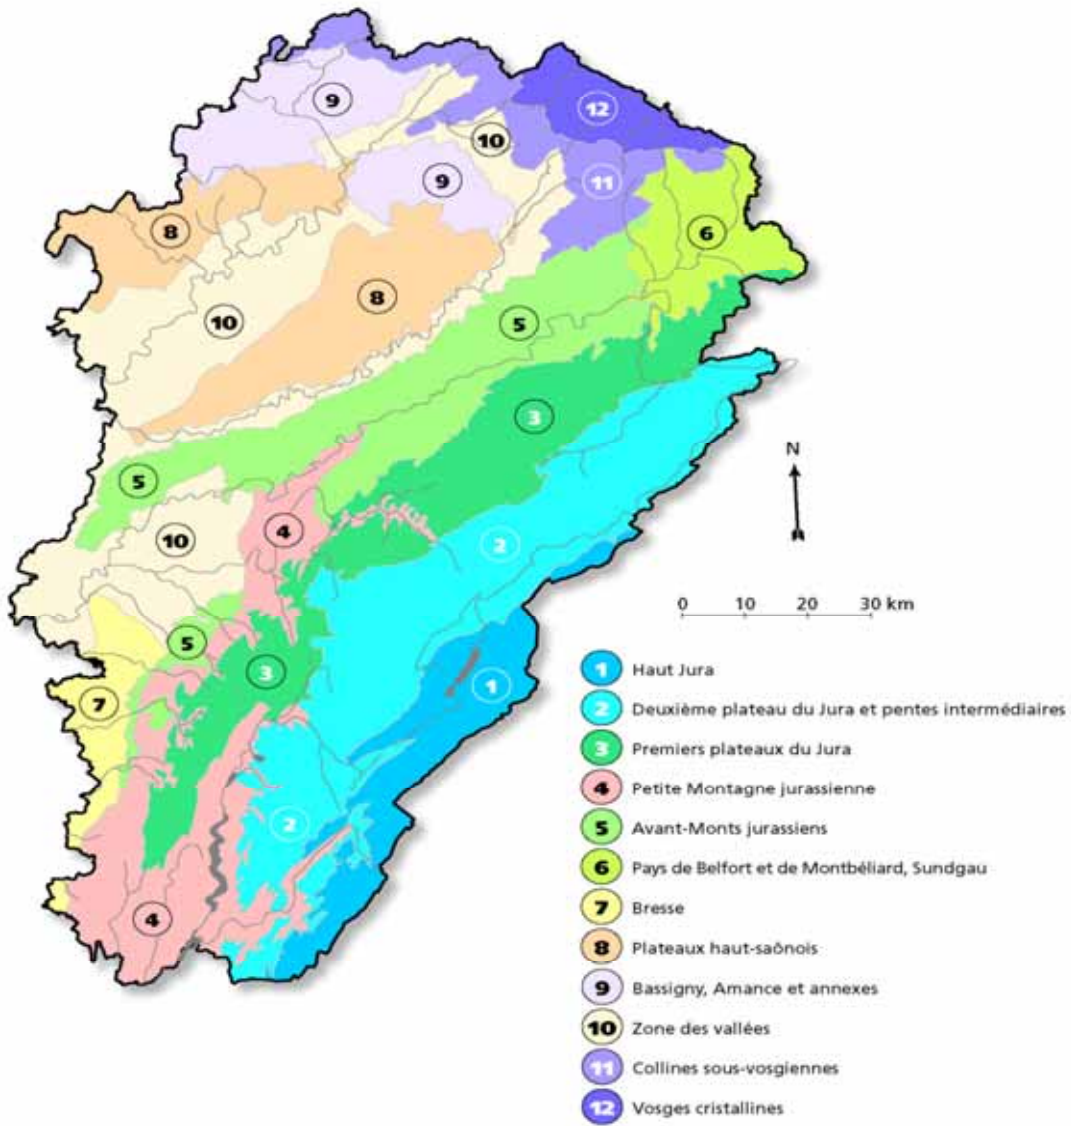 9
12
10
9
11
8
6
8
10
5
3
5
N
4
10
2
0 10 20 30 km
5
3
1
7
2
4
1 Haut Jura
2 Deuxième plateau du Jura et pentes intermédiaires
3 Premiers plateaux du Jura
4 Petite Montagne jurassienne
5 Avant-Monts jurassiens
6 Pays de Belfort et de Montbéliard, Sundgau
7 Bresse
8 Plateaux haut-saônois
9 Bassigny, Amance et annexes
10 Zone des vallées
11 Collines sous-vosgiennes
12 Vosges cristallines